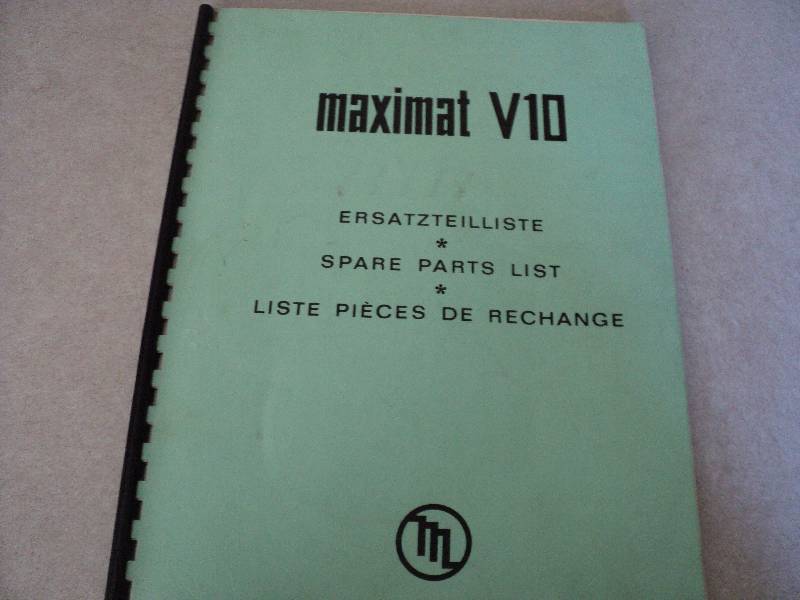 maximat V10
ERSATZTEILLISTE
*
SPARE PARTS LIST
*
LISTE PIÈCES DE RECHANGE
m